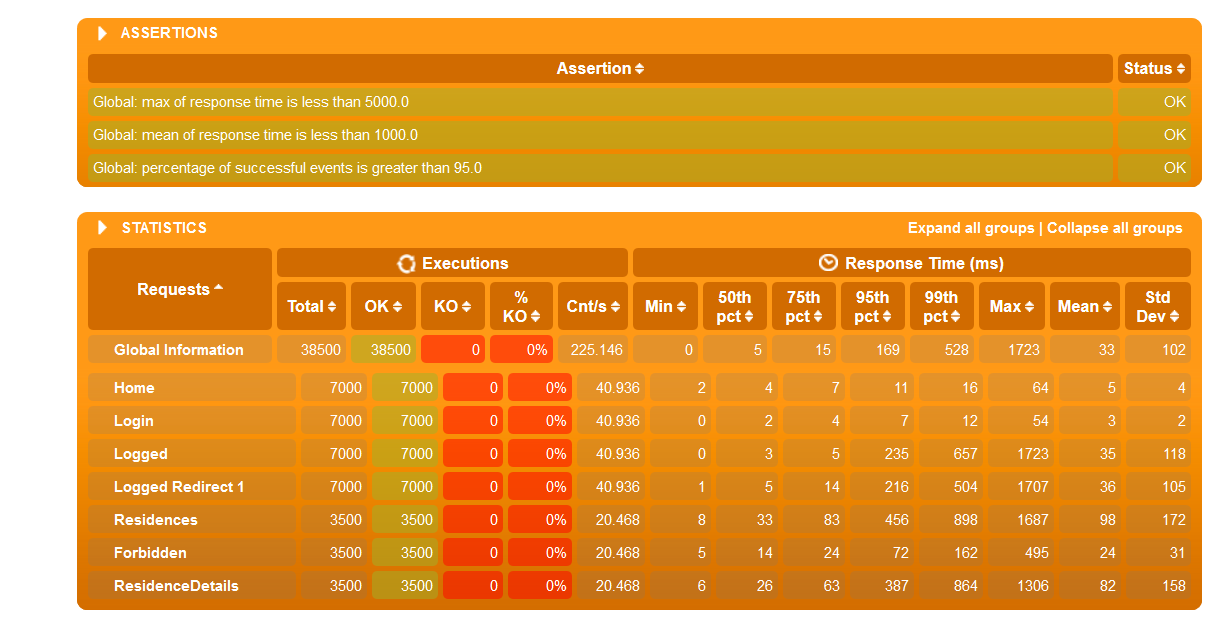 ASSERTIONS
Assertion Status
Global: max of response time is less than 5000.0 OK
Global: mean of response time is less than 1000.0 OK
Global: percentage of successful events is greater than 95.0 OK
STATISTICS Expand all groups | Collapse all groups
Requests Executions Response Time (ms)
Total OK KO % KO Cnt/s Min 50th pct 75th pct 95th pct 99th pct Max Mean Std Dev
Global Information 38500 38500 0 0% 225.146 0 5 15 169 528 1723 33 102
Home 7000 7000 0 0% 40.936 2 4 7 11 16 64 5 4
Login 7000 7000 0 0% 40.936 0 2 4 7 12 54 3 2
Logged 7000 7000 0 0% 40.936 0 3 5 235 657 1723 35 118
Logged Redirect 1 7000 7000 0 0% 40.936 1 5 14 216 504 1707 36 105
Residences 3500 3500 0 0% 20.468 8 33 83 456 898 1687 98 172
Forbidden 3500 3500 0 0% 20.468 5 14 24 72 162 495 24 31
ResidenceDetails 3500 3500 0 0% 20.468 6 26 63 387 864 1306 82 158